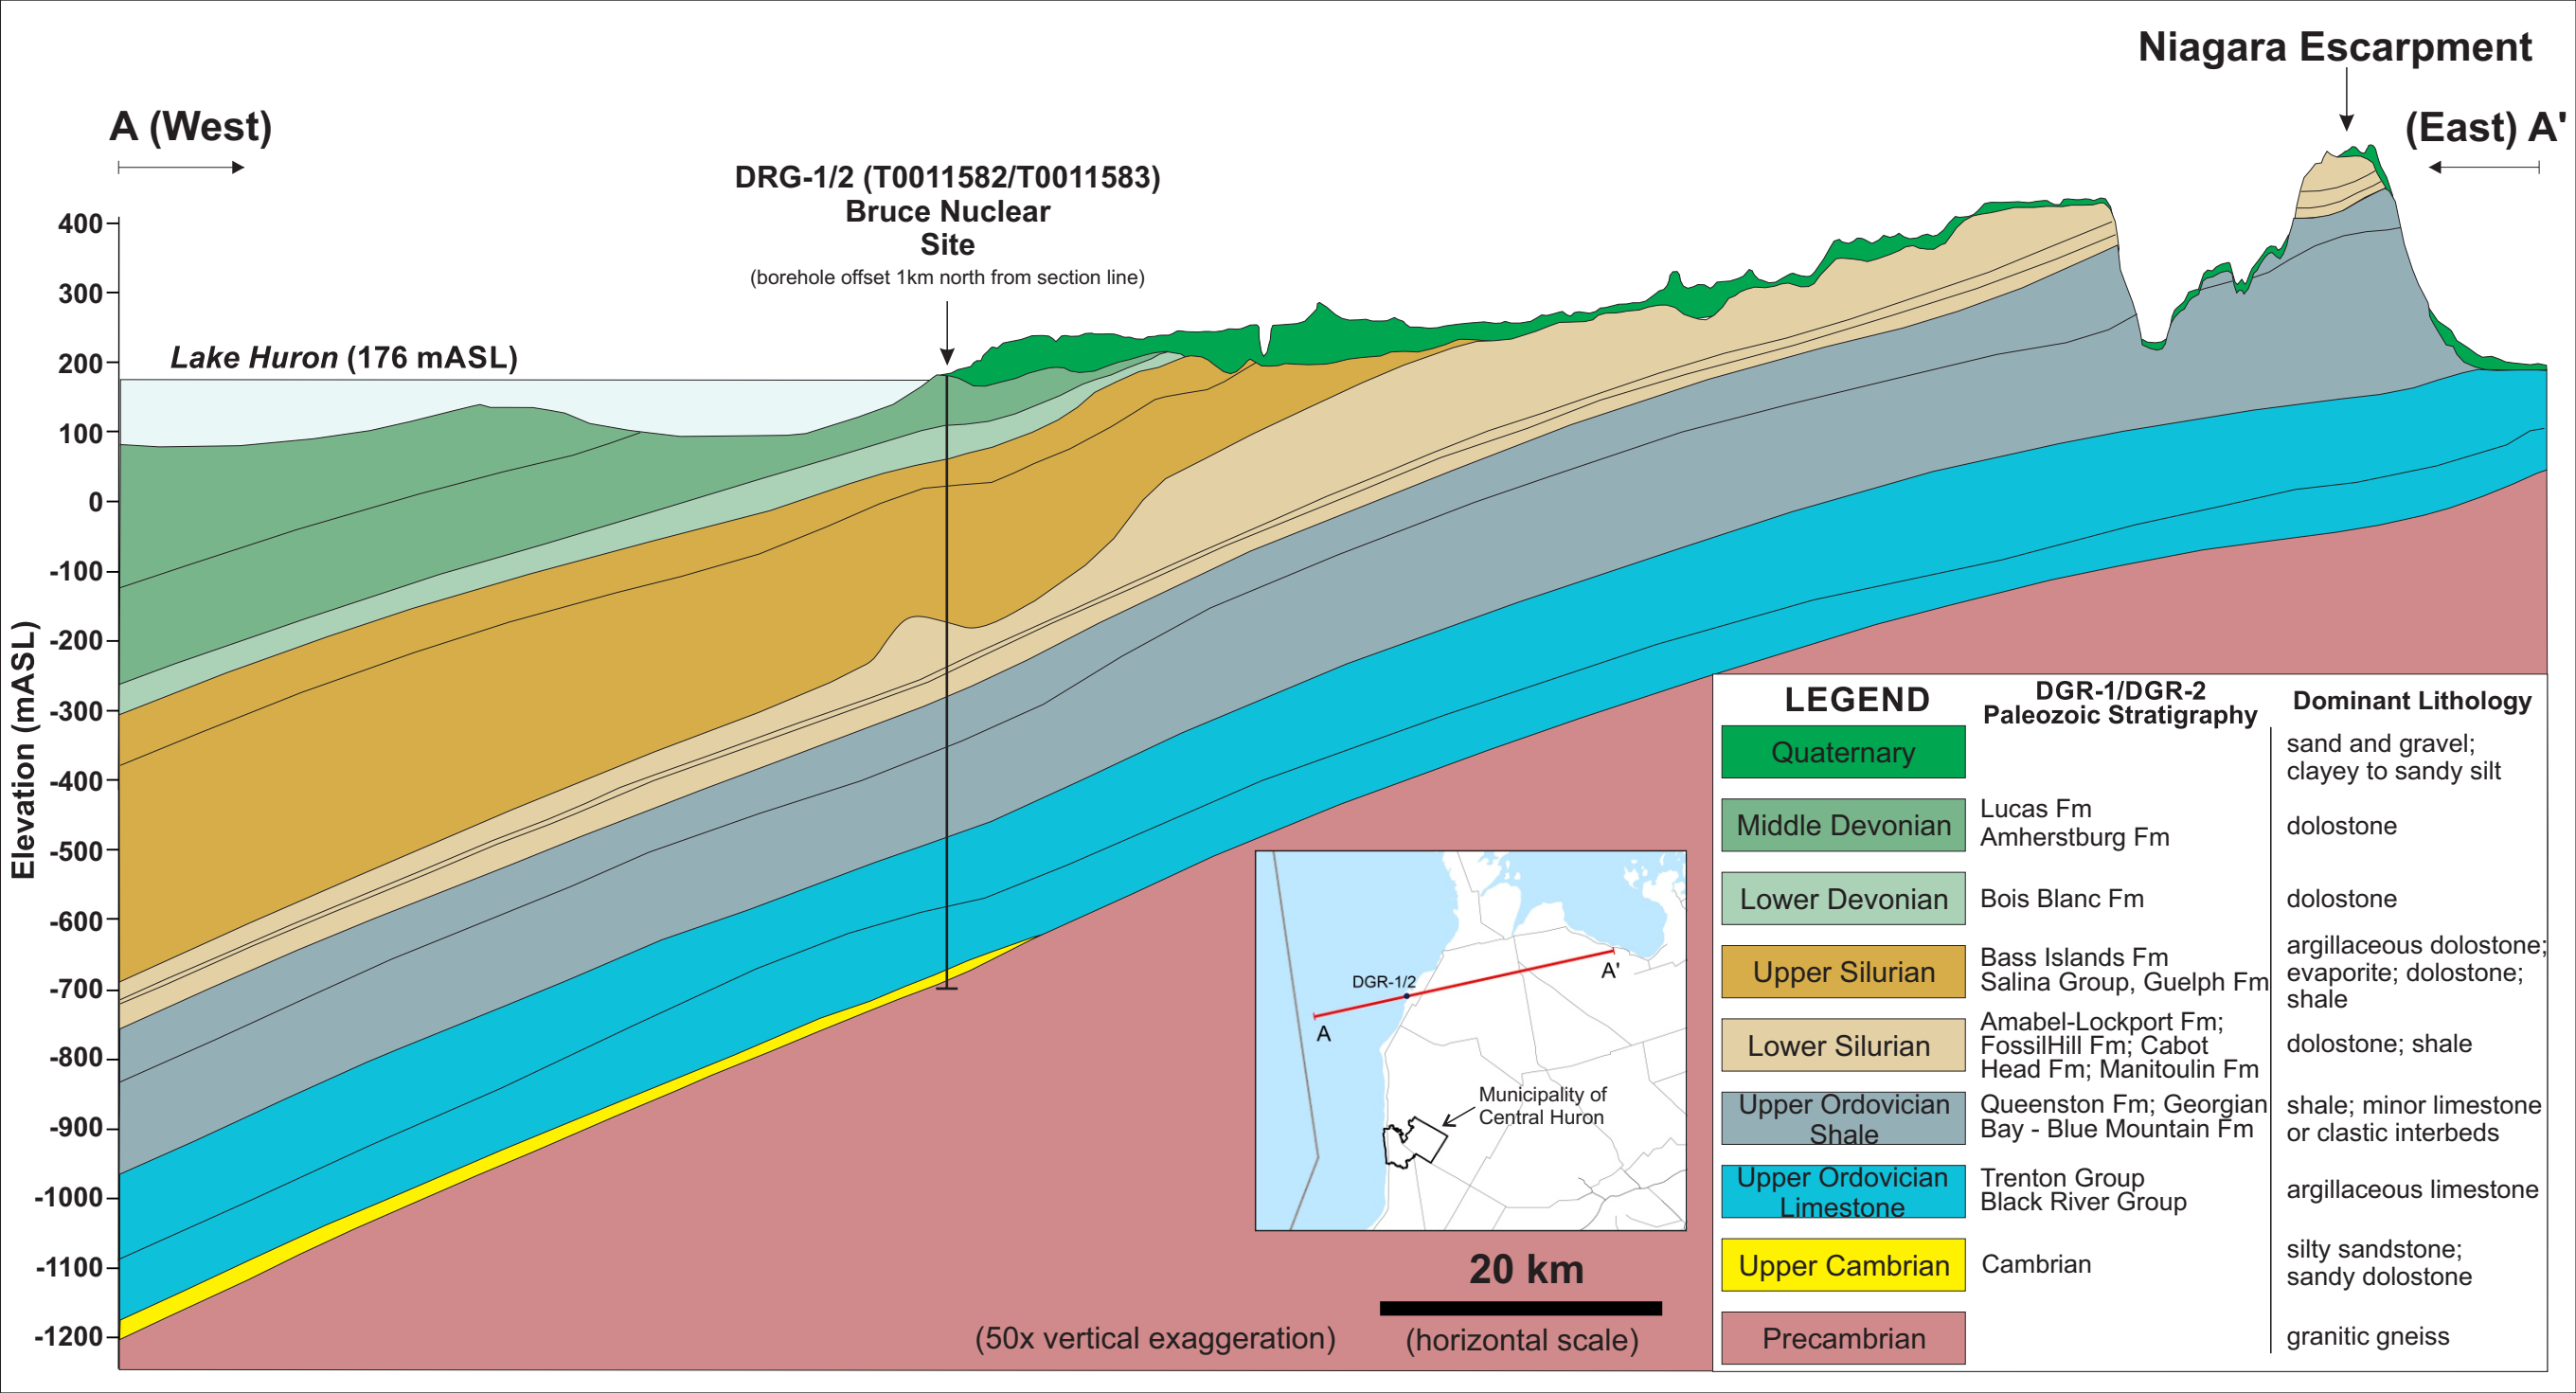 Niagara Escarpment
A (West)
(East) A'
DRG-1/2 (T0011582/T0011583)
Bruce Nuclear
Site
(borehole offset 1km north from section line)
Lake Huron (176 mASL)
Elevation (mASL)
400
300
200
100
0
-100
-200
-300
-400
-500
-600
-700
-800
-900
-1000
-1100
-1200
LEGEND
DGR-1/DGR-2
Paleozoic Stratigraphy
Dominant Lithology
Quaternary
sand and gravel;
clayey to sandy silt
Middle Devonian
Lucas Fm
Amherstburg Fm
dolostone
Lower Devonian
Bois Blanc Fm
dolostone
Upper Silurian
Bass Islands Fm
Salina Group, Guelph Fm
argillaceous dolostone;
evaporite; dolostone;
shale
Lower Silurian
Amabel-Lockport Fm;
FossilHill Fm; Cabot
Head Fm; Manitoulin Fm
dolostone; shale
Upper Ordovician
Shale
Queenston Fm; Georgian
Bay - Blue Mountain Fm
shale; minor limestone
or clastic interbeds
Upper Ordovician
Limestone
Trenton Group
Black River Group
argillaceous limestone
Upper Cambrian
Cambrian
silty sandstone;
sandy dolostone
Precambrian
granitic gneiss
DGR-1/2
A
A'
Municipality of
Central Huron
20 km
(50x vertical exaggeration)
(horizontal scale)